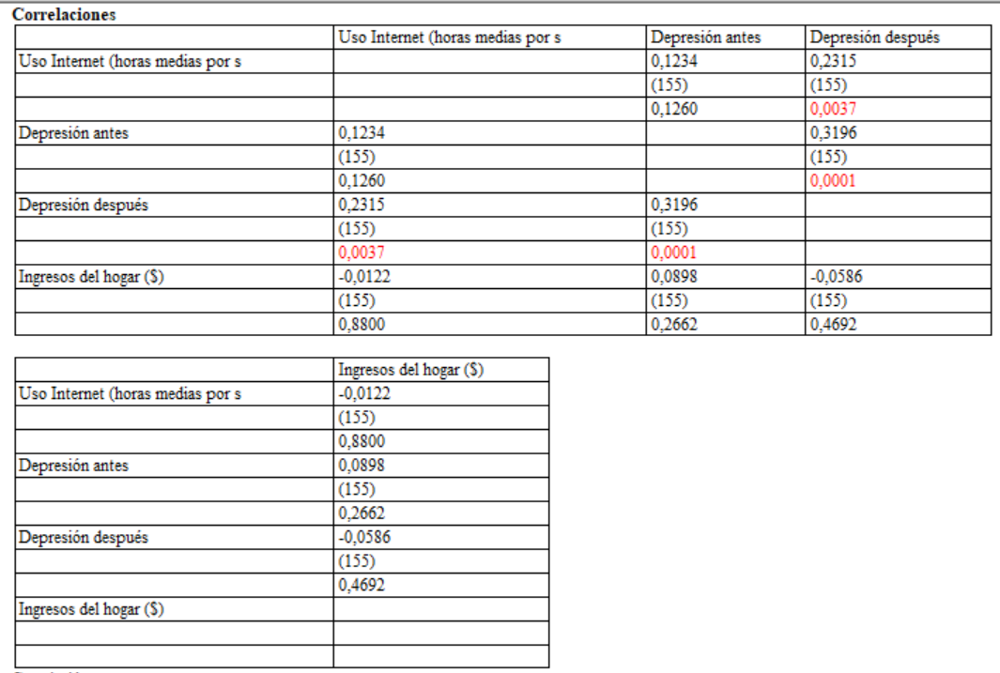 Correlaciones
Uso Internet (horas medias por s Depresión antes Depresión después
Uso Internet (horas medias por s 0,1234 0,2315
(155) (155)
0,1260 0,0037
Depresión antes 0,1234 0,3196
(155) (155)
0,1260 0,0001
Depresión después 0,2315 0,3196
(155) (155)
0,0037 0,0001
Ingresos del hogar ($) -0,0122 0,0898 -0,0586
(155) (155) (155)
0,8800 0,2662 0,4692
Ingresos del hogar ($)
Uso Internet (horas medias por s -0,0122
(155)
0,8800
Depresión antes 0,0898
(155)
0,2662
Depresión después -0,0586
(155)
0,4692
Ingresos del hogar ($)